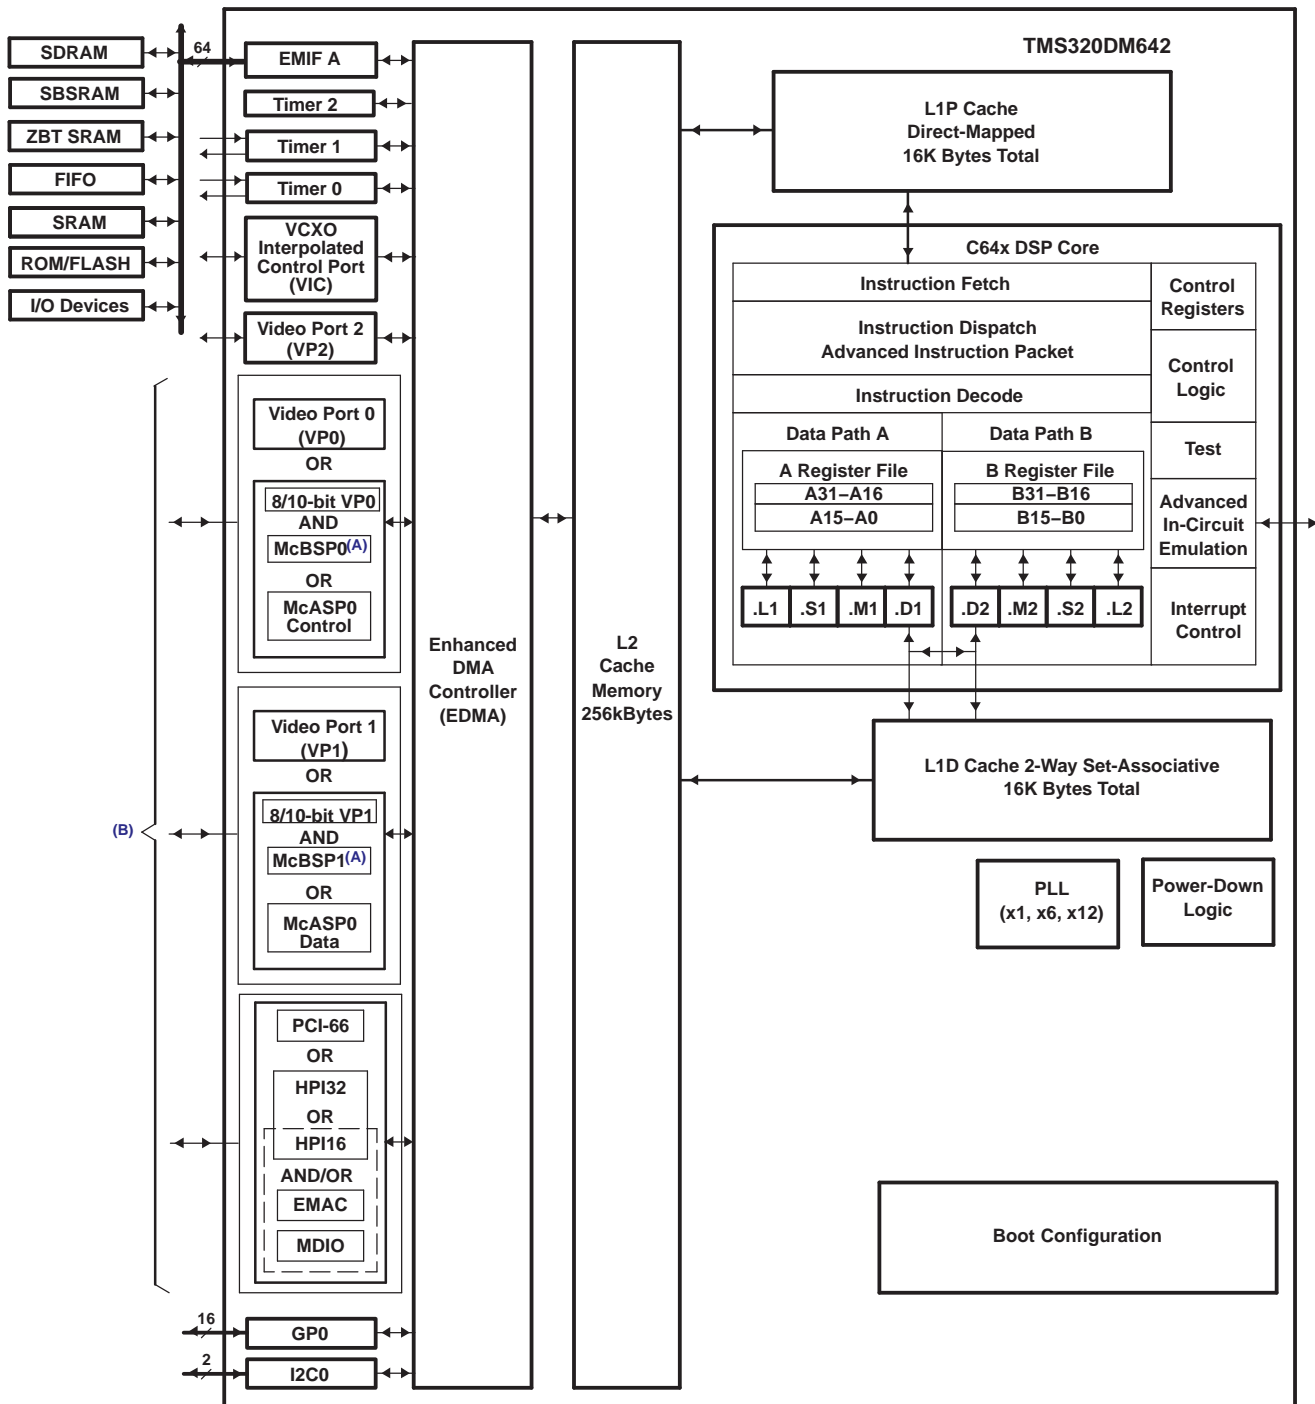 TMS320DM642
SDRAM
SBSRAM
ZBT SRAM
FIFO
SRAM
ROM/FLASH
I/O Devices
64
EMIF A
Timer 2
Timer 1
Timer 0
VCXO
Interpolated
Control Port
(VIC)
Video Port 2
(VP2)
Video Port 0
(VP0)
OR
8/10-bit VP0
AND
McBSP0(A)
OR
McASP0
Control
Video Port 1
(VP1)
OR
8/10-bit VP1
AND
McBSP1(A)
OR
McASP0
Data
(B)
PCI-66
OR
HPI32
OR
HPI16
AND/OR
EMAC
MDIO
16
GP0
2
I2C0
Enhanced
DMA
Controller
(EDMA)
L2
Cache
Memory
256kBytes
L1P Cache
Direct-Mapped
16K Bytes Total
C64x DSP Core
Instruction Fetch
Instruction Dispatch
Advanced Instruction Packet
Instruction Decode
Data Path A
Data Path B
A Register File
A31–A16
A15–A0
B Register File
B31–B16
B15–B0
.L1
.S1
.M1
.D1
.D2
.M2
.S2
.L2
Control
Registers
Control
Logic
Test
Advanced
In-Circuit
Emulation
Interrupt
Control
L1D Cache 2-Way Set-Associative
16K Bytes Total
PLL
(x1, x6, x12)
Power-Down
Logic
Boot Configuration